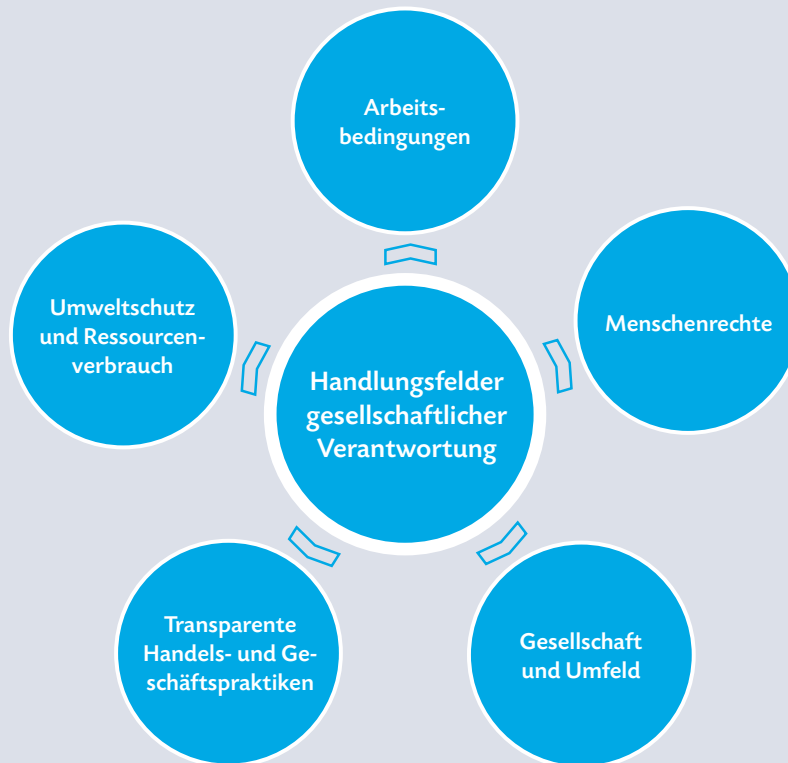 Arbeits-
bedingungen
Umweltschutz
und Ressourcen-
verbrauch
Menschenrechte
Handlungsfelder
gesellschaftlicher
Verantwortung
Transparente
Handels- und Ge-
schäftspraktiken
Gesellschaft
und Umfeld